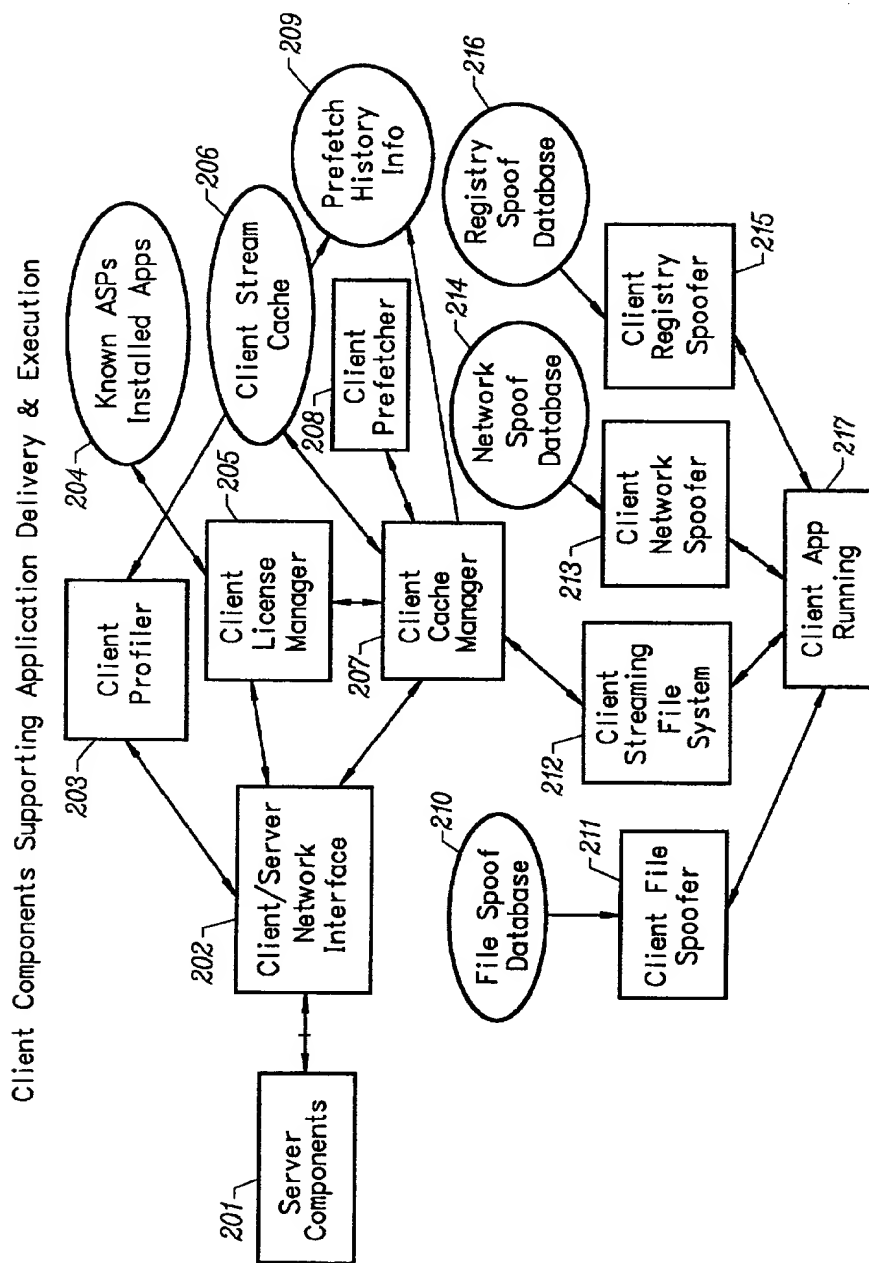 Client Components Supporting Application Delivery & Execution
201
Server
Components
202
Client/Server
Network
Interface
203
Client
Profiler
204
Known ASPs
Installed Apps
205
Client
License
Manager
206
Client Stream
Cache
207
Client
Cache
Manager
208
Client
Prefetcher
209
Prefetch
History
Info
210
File Spoof
Database
211
Client File
Spoofer
212
Client
Streaming
File
System
213
Client
Network
Spoofer
214
Network
Spoof
Database
215
Client
Registry
Spoofer
216
Registry
Spoof
Database
217
Client App
Running